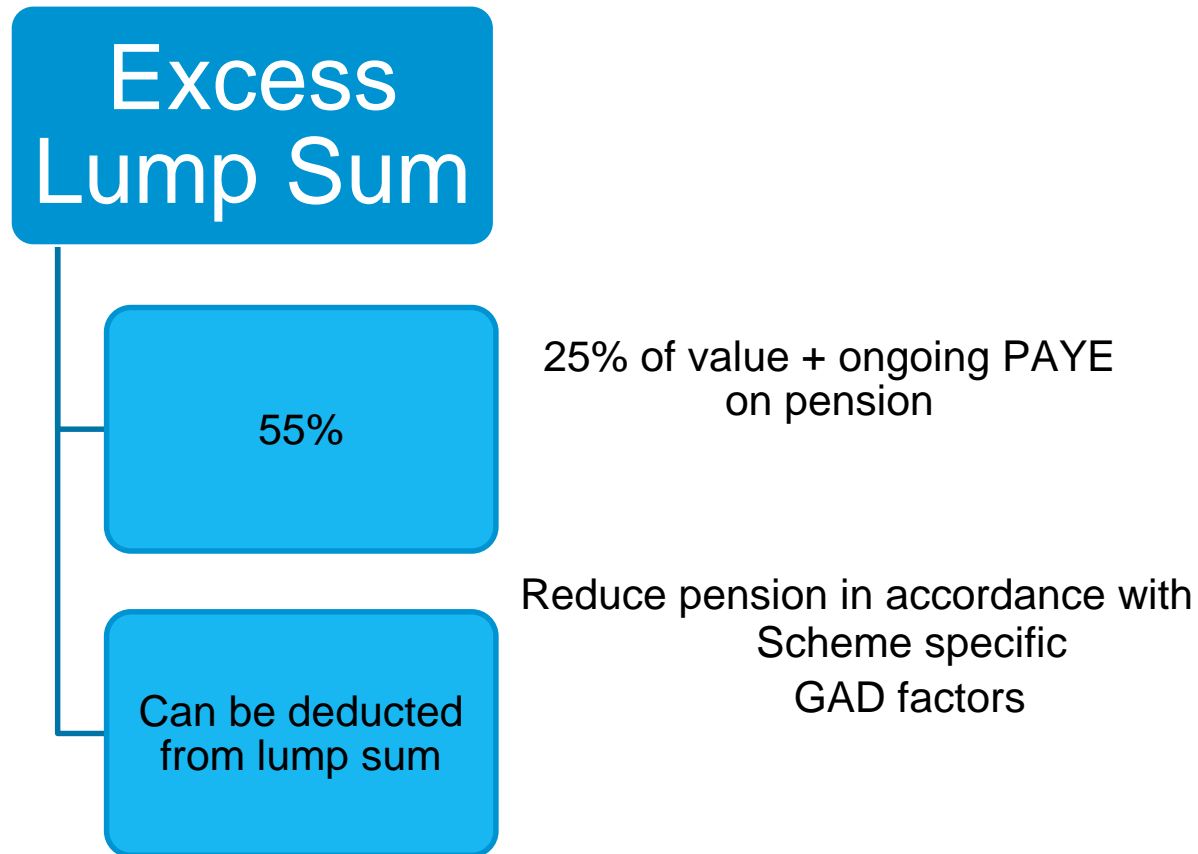 Excess
Lump Sum
55%
25% of value + ongoing PAYE
on pension
Can be deducted
from lump sum
Reduce pension in accordance with
Scheme specific
GAD factors